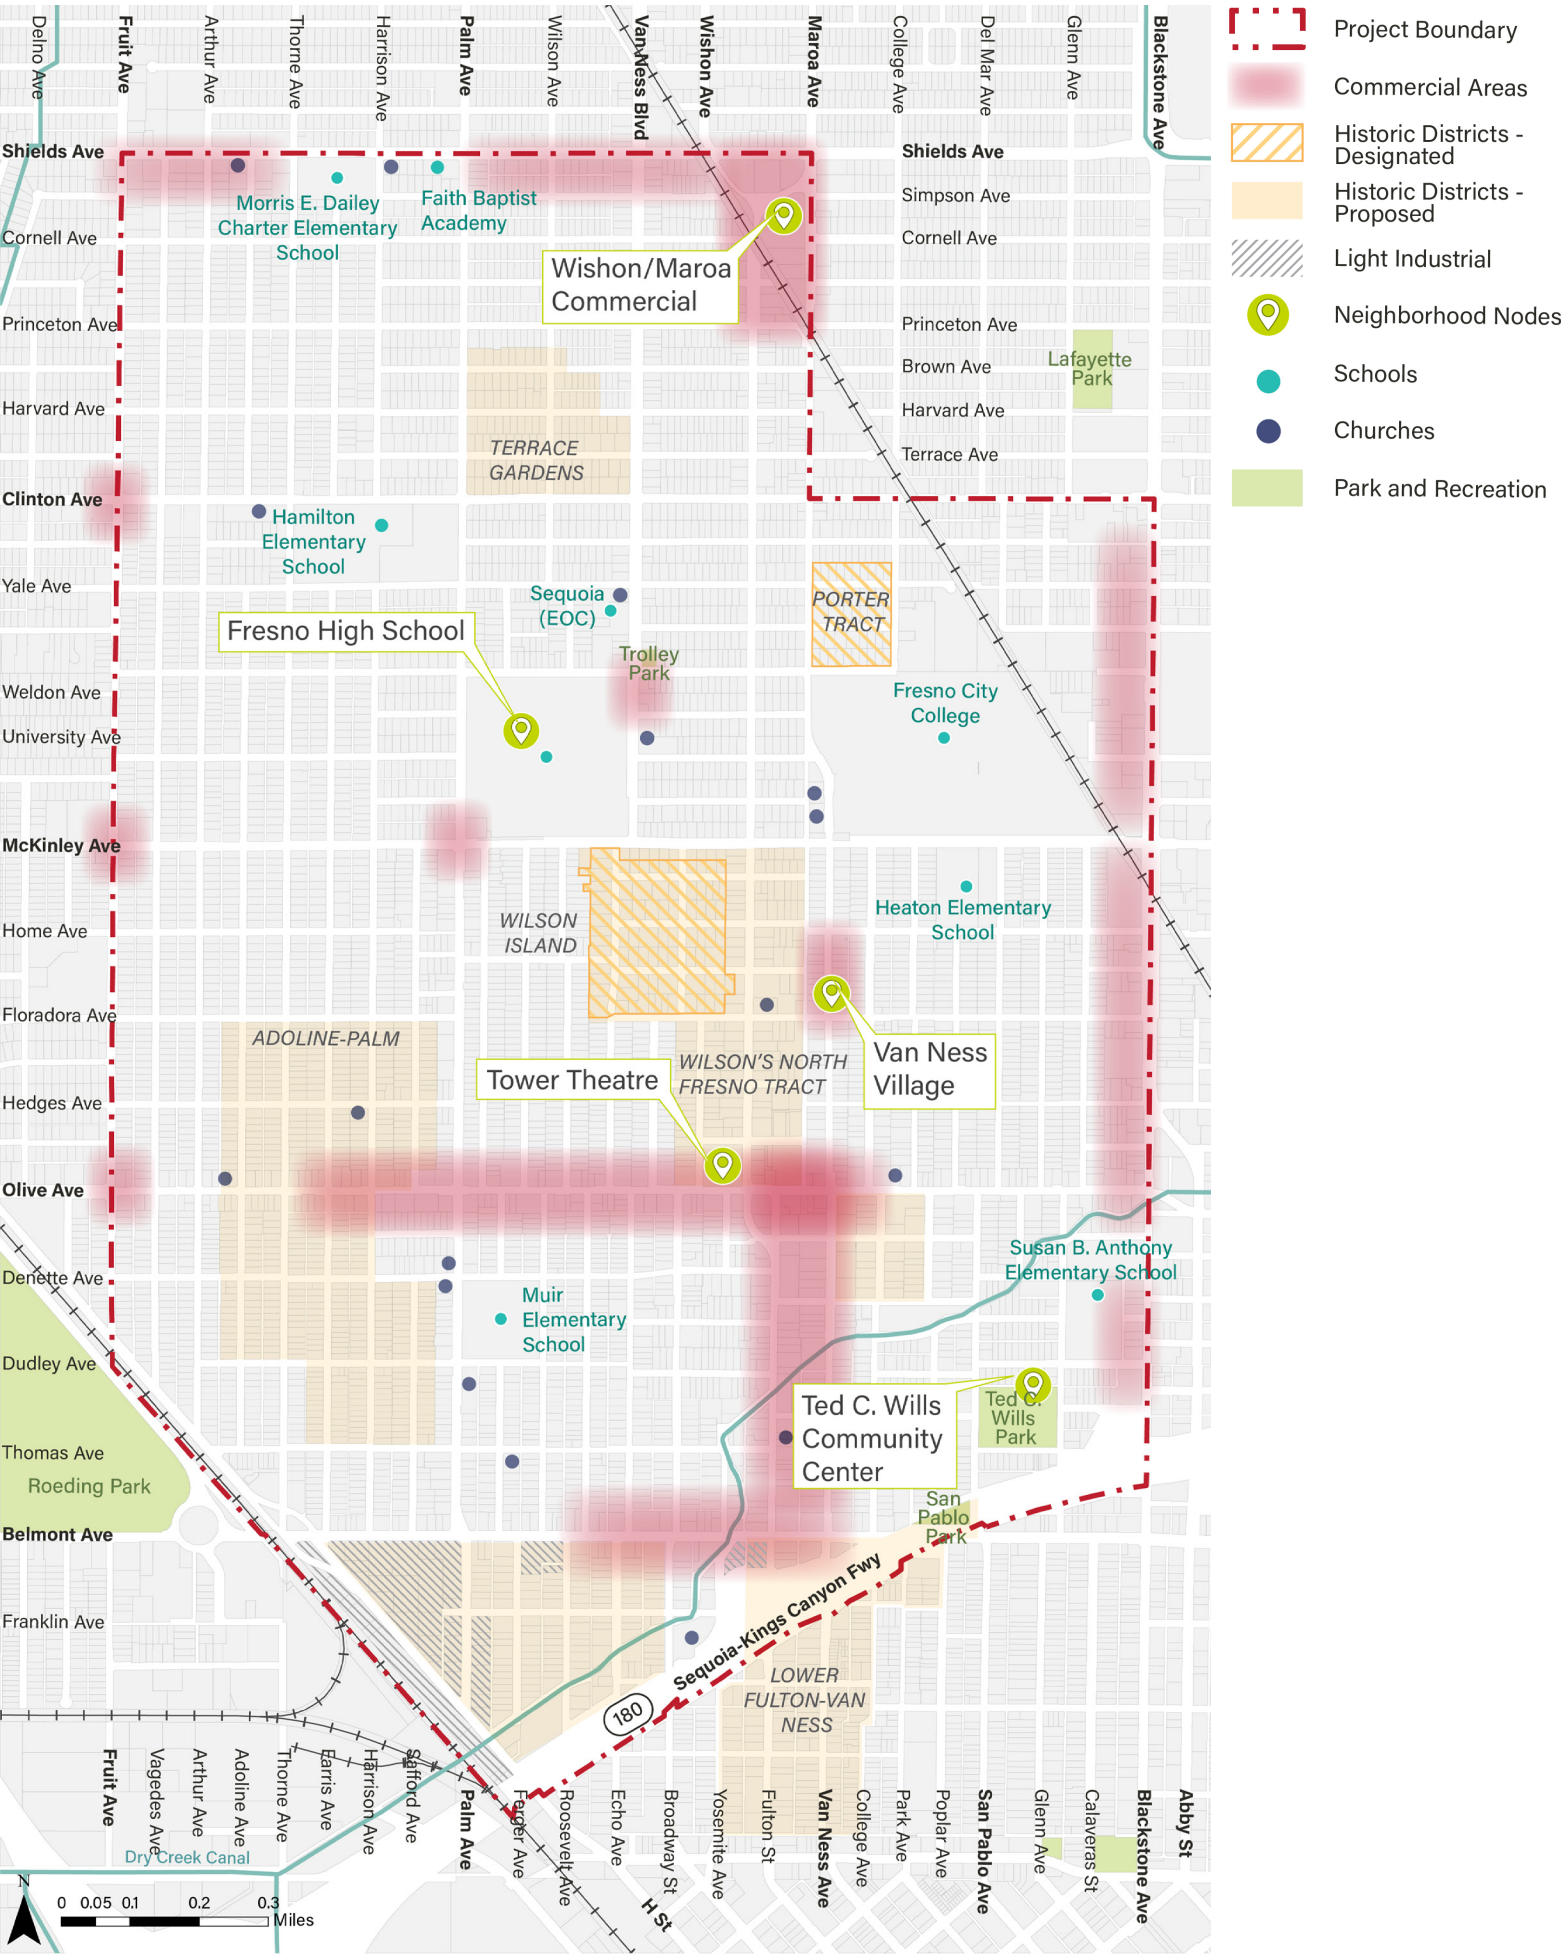 Delno Ave
Fruit Ave
Arthur Ave
Thorne Ave
Harrison Ave
Palm Ave
Wilson Ave
Van Ness Blvd
Wishon Ave
Maroa Ave
College Ave
Del Mar Ave
Glenn Ave
Blackstone Ave
Project Boundary
Commercial Areas
Historic Districts -
Designated
Historic Districts -
Proposed
Light Industrial
Neighborhood Nodes
Schools
Churches
Park and Recreation
Shields Ave
Shields Ave
Simpson Ave
Morris E. Dailey
Charter Elementary
School
Faith Baptist
Academy
Cornell Ave
Cornell Ave
Wishon/Maroa
Commercial
Princeton Ave
Princeton Ave
Brown Ave
Lafayette
Park
Harvard Ave
Harvard Ave
TERRACE
GARDENS
Terrace Ave
Clinton Ave
Hamilton
Elementary
School
Yale Ave
Sequoia
(EOC)
PORTER
TRACT
Fresno High School
Trolley
Park
Weldon Ave
Fresno City
College
University Ave
McKinley Ave
WILSON
ISLAND
Heaton Elementary
School
Home Ave
Floradora Ave
ADOLINE-PALM
WILSON'S NORTH
FRESNO TRACT
Van Ness
Village
Tower Theatre
Hedges Ave
Olive Ave
Susan B. Anthony
Elementary School
Denette Ave
Muir
Elementary
School
Dudley Ave
Ted C. Wills
Community
Center
Ted C.
Wills
Park
Thomas Ave
Roeding Park
San
Pablo
Park
Belmont Ave
Sequoia-Kings Canyon Fwy
Franklin Ave
180
LOWER
FULTON-VAN
NESS
Fruit Ave
Vagedes Ave
Arthur Ave
Adoline Ave
Thorne Ave
Farris Ave
Harrison Ave
Safford Ave
Palm Ave
Ferger Ave
Roosevelt Ave
Echo Ave
Broadway St
Yosemite Ave
Fulton St
Van Ness Ave
College Ave
Park Ave
Poplar Ave
San Pablo Ave
Glenn Ave
Calaveras St
Blackstone Ave
Abby St
Dry Creek Canal
H St
N
0 0.05 0.1 0.2 0.3
Miles